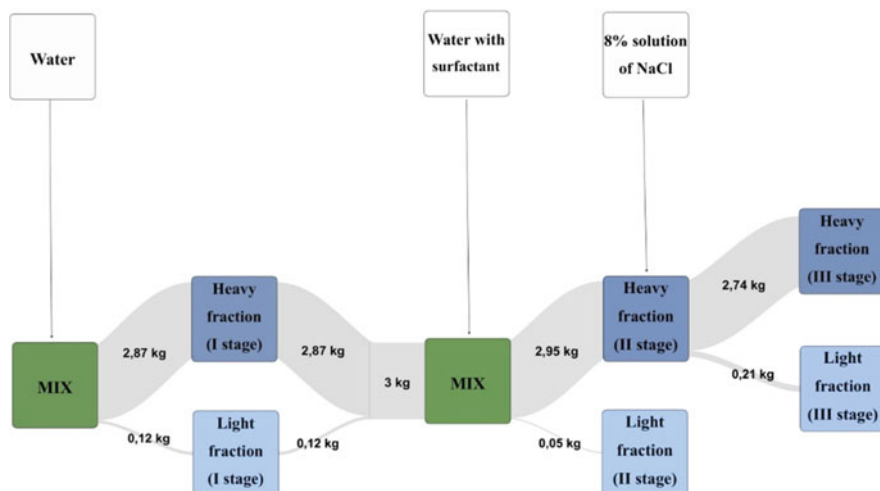 Water
Water with
surfactant
8% solution
of NaCl
Heavy
fraction
(III stage)
Heavy
fraction
(I stage)
Heavy
fraction
(II stage)
2,74 kg
2,87 kg
2,87 kg
2,95 kg
MIX
3 kg
MIX
0,21 kg
Light
fraction
(III stage)
0,12 kg
Light
fraction
(I stage)
0,12 kg
0,05 kg
Light
fraction
(II stage)